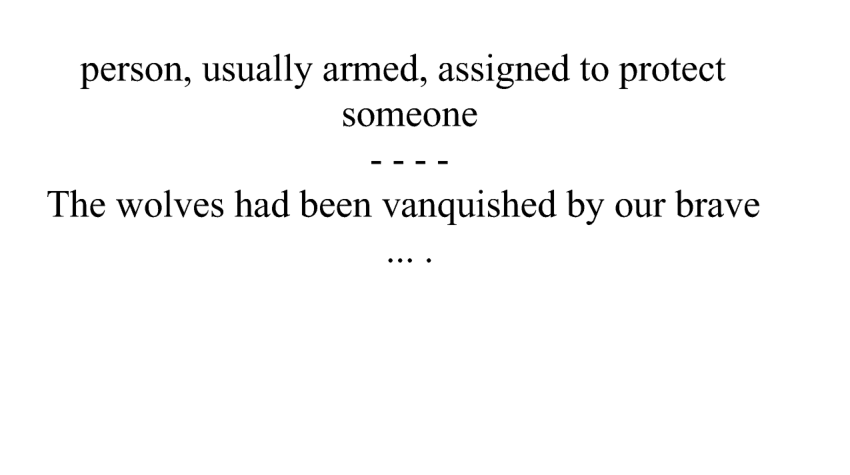 person, usually armed, assigned to protect
someone
- - - -
The wolves had been vanquished by our brave
... .